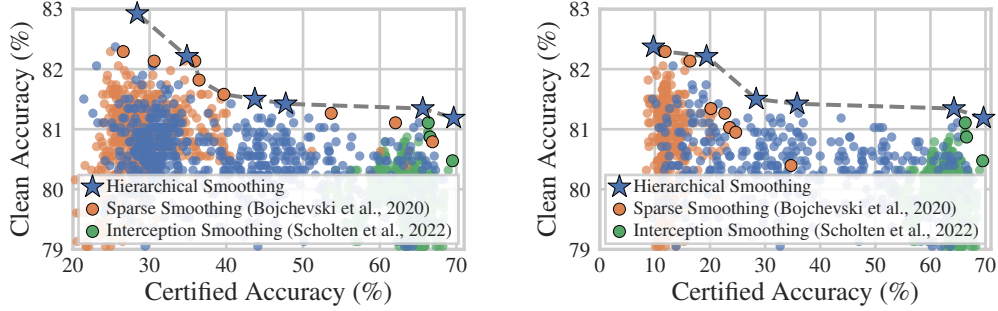 83
82
81
80
79
Clean Accuracy (%)
Hierarchical Smoothing
Sparse Smoothing (Bojchevski et al., 2020)
Interception Smoothing (Scholten et al., 2022)
20 30 40 50 60 70
Certified Accuracy (%)
83
82
81
80
79
Clean Accuracy (%)
Hierarchical Smoothing
Sparse Smoothing (Bojchevski et al., 2020)
Interception Smoothing (Scholten et al., 2022)
0 10 20 30 40 50 60 70
Certified Accuracy (%)